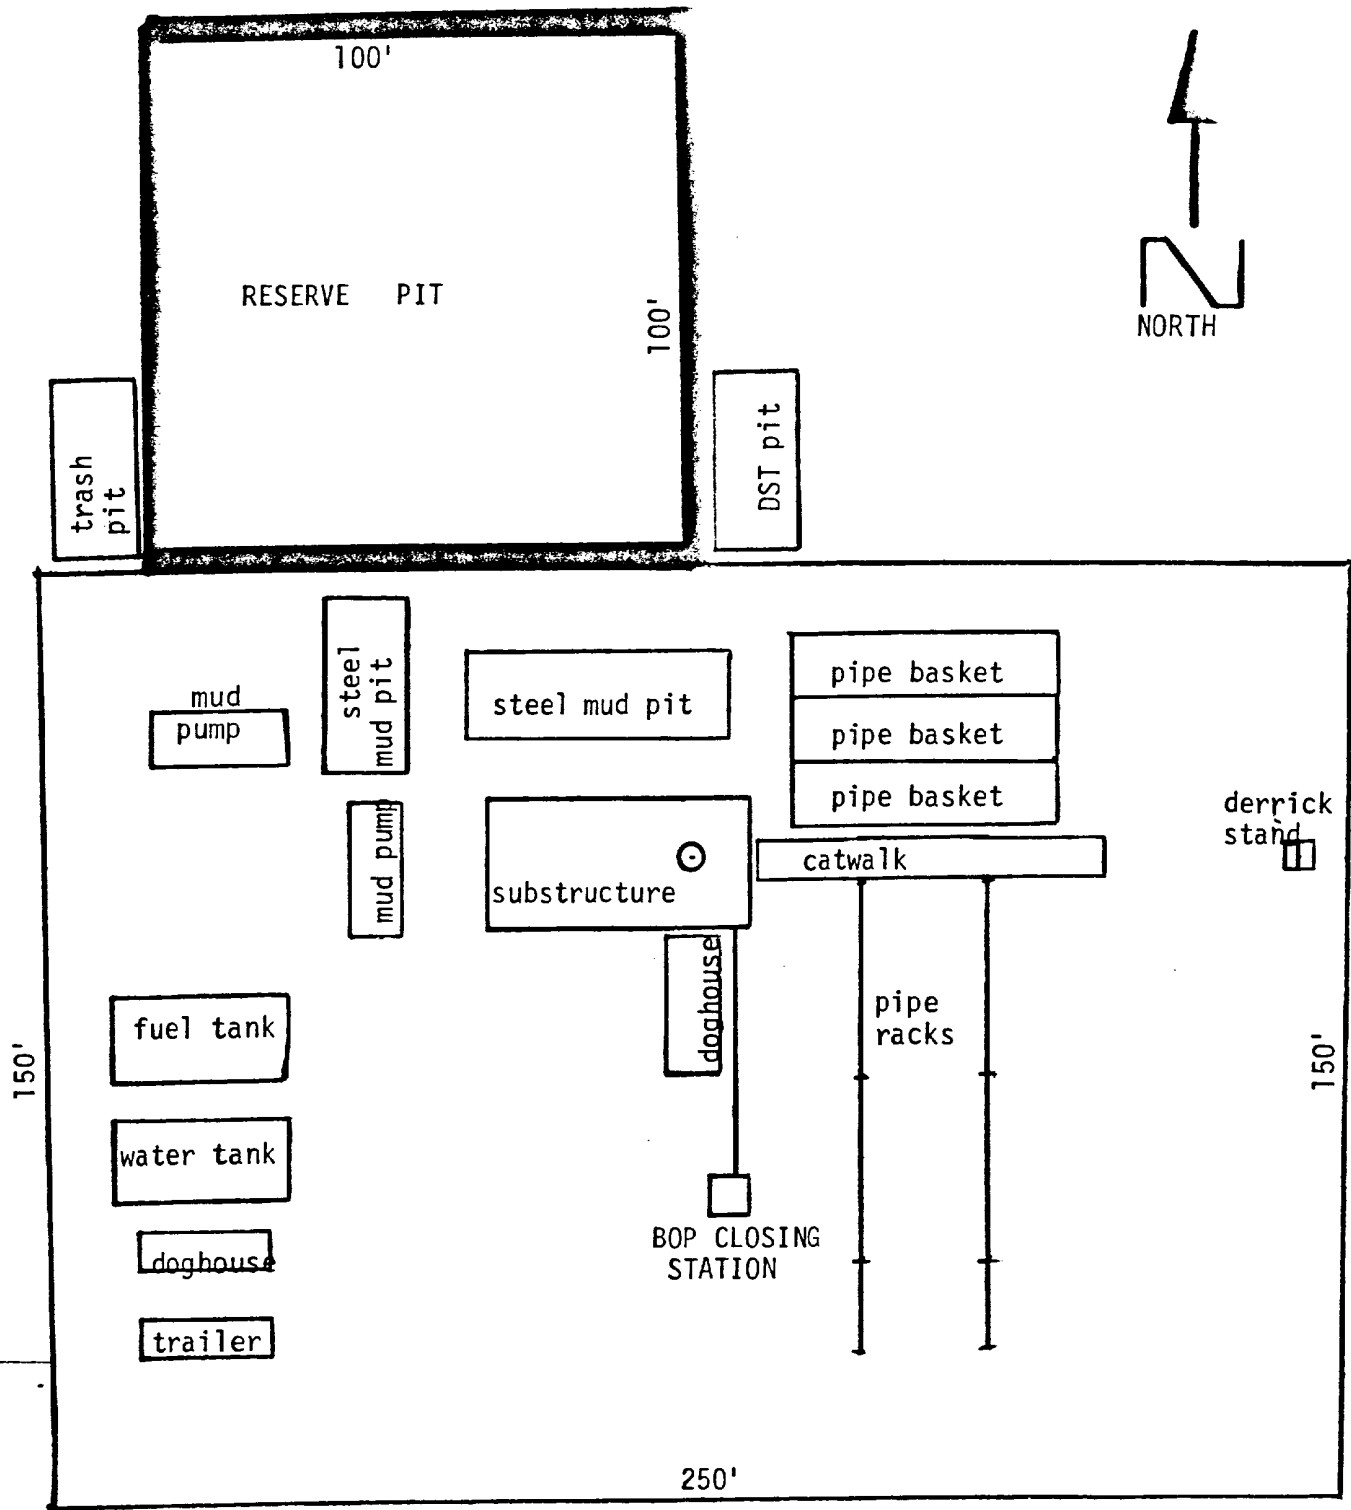 100'
RESERVE PIT
100'
N
NORTH
trash
pit
DST pit
steel
mud pit
mud
pump
steel mud pit
pipe basket
pipe basket
pipe basket
derrick
stand
mud pump
substructure
catwalk
doghouse
pipe
racks
fuel tank
150'
150'
water tank
BOP CLOSING
STATION
doghouse
trailer
250'